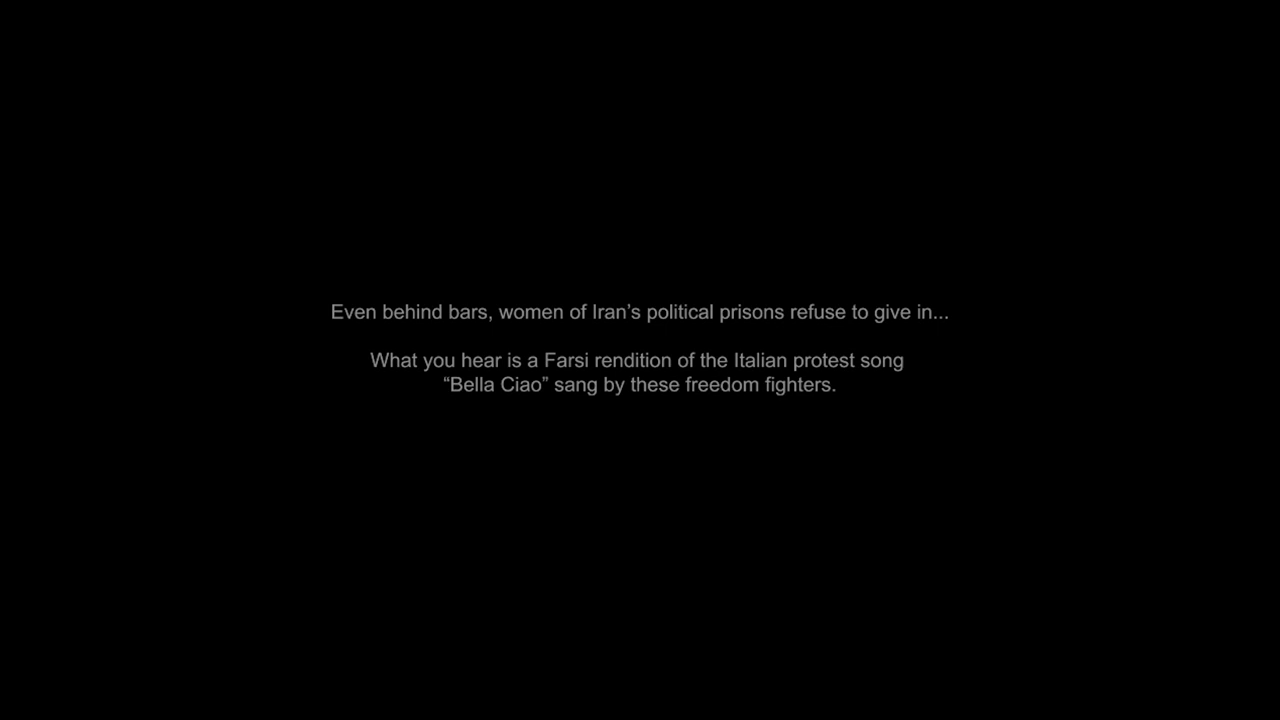 Even behind bars, women of Iran’s political prisons refuse to give in...
What you hear is a Farsi rendition of the Italian protest song
“Bella Ciao” sang by these freedom fighters.